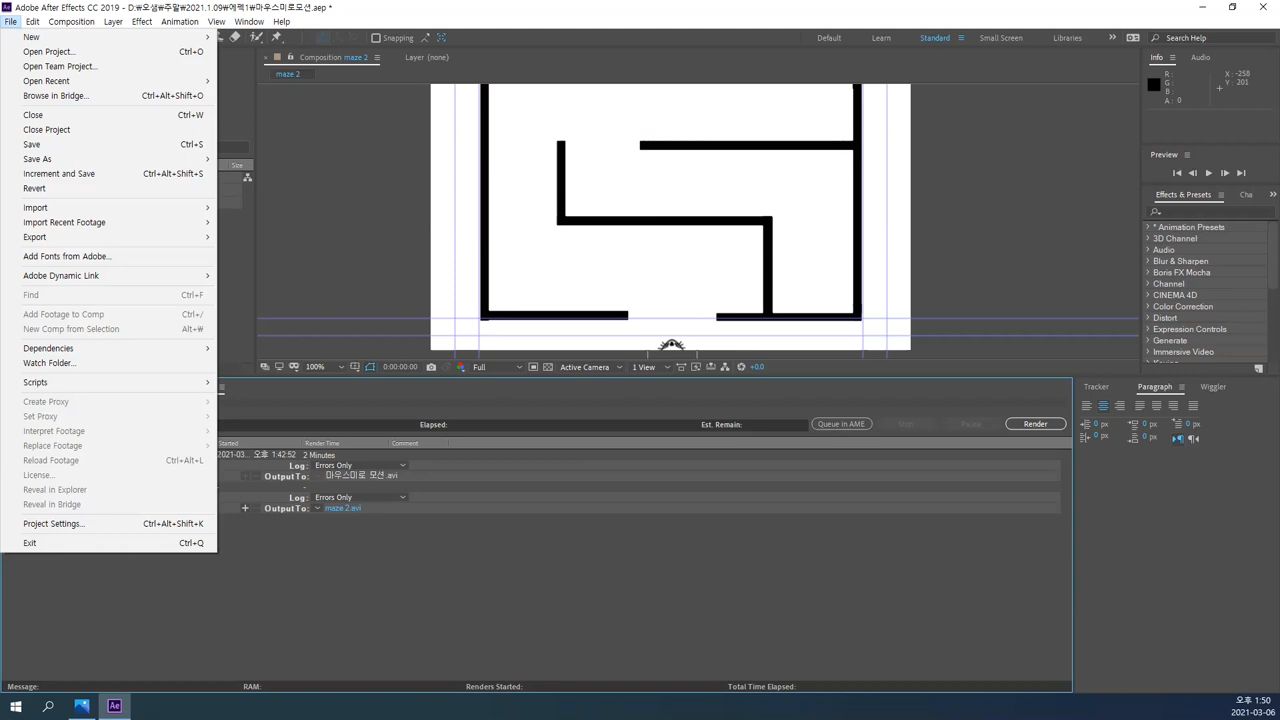 Adobe After Effects CC 2019 - D:₩오샘₩주말₩2021.1.09₩에펙1₩마우스미로모션.aep *
File Edit Composition Layer Effect Animation View Window Help
Snapping
Default Learn Standard Small Screen Libraries Search Help
New
Open Project... Ctrl+O
Open Team Project...
Open Recent
Browse in Bridge... Ctrl+Alt+Shift+O
Close Ctrl+W
Close Project
Save Ctrl+S
Save As
Increment and Save Ctrl+Alt+Shift+S
Revert
Import
Import Recent Footage
Export
Add Fonts from Adobe...
Adobe Dynamic Link
Find Ctrl+F
Add Footage to Comp Ctrl+/
New Comp from Selection Alt+₩
Dependencies
Watch Folder...
Scripts
Create Proxy
Set Proxy
Interpret Footage
Replace Footage
Reload Footage Ctrl+Alt+L
License...
Reveal in Explorer
Reveal in Bridge
Project Settings... Ctrl+Alt+Shift+K
Exit Ctrl+Q
Size
Composition maze 2
Layer (none)
maze 2
100%
0:00:00:00
Full
Active Camera
1 View
+0.0
Elapsed: Est. Remain: Queue in AME Stop Pause Render
Started Render Time Comment
2021-03... 오후 1:42:52 2 Minutes
Log: Errors Only
Output To: 마우스미로 모션.avi
-
Log: Errors Only
Output To: maze 2.avi
Message: RAM: Renders Started: Total Time Elapsed:
Info Audio
R:
G:
B:
A: 0
X: -258
Y: 201
Preview
Effects & Presets Cha
* Animation Presets
3D Channel
Audio
Blur & Sharpen
Boris FX Mocha
Channel
CINEMA 4D
Color Correction
Distort
Expression Controls
Generate
Immersive Video
Tracker Paragraph Wiggler
0 px 0 px 0 px
0 px 0 px
Ae
오후 1:50
2021-03-06